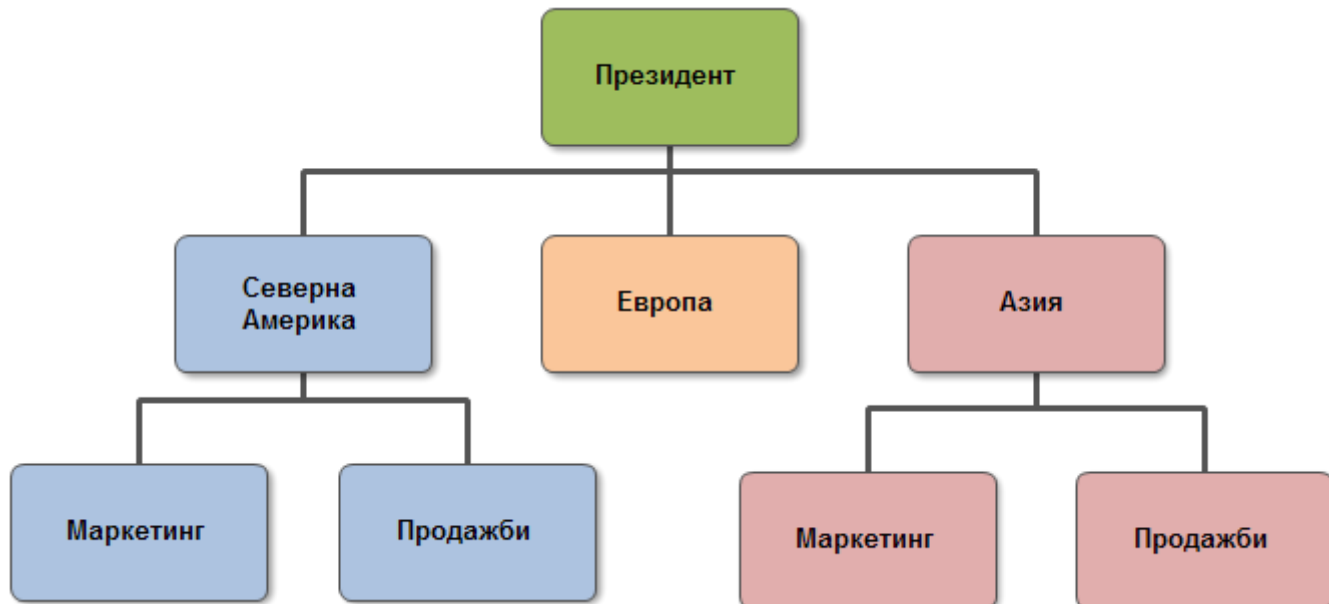 Президент
Северна
Америка
Европа
Азия
Маркетинг
Продажби
Маркетинг
Продажби